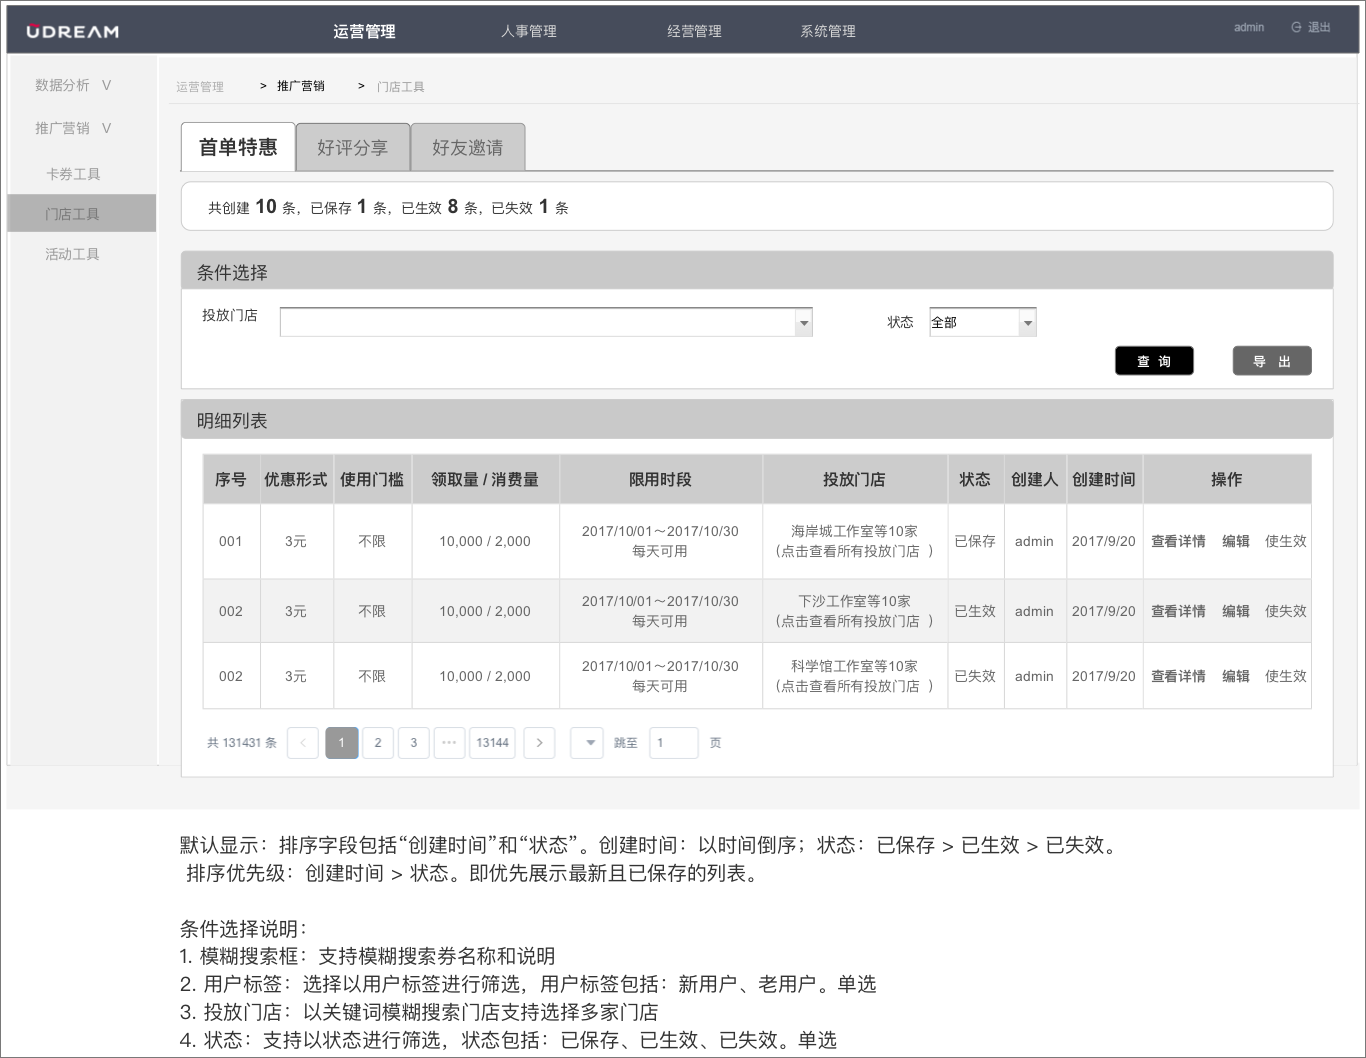 UDREAM
运营管理
人事管理
经营管理
系统管理
admin
退出
数据分析 V
推广营销 V
卡券工具
门店工具
活动工具
运营管理 > 推广营销 > 门店工具
首单特惠
好评分享
好友邀请
共创建 10 条，已保存 1 条，已生效 8 条，已失效 1 条
条件选择
投放门店
状态 全部
查 询
导 出
明细列表
序号 优惠形式 使用门槛 领取量 / 消费量 限用时段 投放门店 状态 创建人 创建时间 操作
001 3元 不限 10,000 / 2,000 2017/10/01～2017/10/30 每天可用 海岸城工作室等10家 (点击查看所有投放门店 ) 已保存 admin 2017/9/20 查看详情 编辑 使生效
002 3元 不限 10,000 / 2,000 2017/10/01～2017/10/30 每天可用 下沙工作室等10家 (点击查看所有投放门店 ) 已生效 admin 2017/9/20 查看详情 编辑 使失效
002 3元 不限 10,000 / 2,000 2017/10/01～2017/10/30 每天可用 科学馆工作室等10家 (点击查看所有投放门店 ) 已失效 admin 2017/9/20 查看详情 编辑 使生效
共 131431 条 < 1 2 3 ••• 13144 > 跳至 1 页
默认显示：排序字段包括“创建时间”和“状态”。创建时间：以时间倒序；状态：已保存 > 已生效 > 已失效。
排序优先级：创建时间 > 状态。即优先展示最新且已保存的列表。
条件选择说明：
1. 模糊搜索框：支持模糊搜索券名称和说明
2. 用户标签：选择以用户标签进行筛选，用户标签包括：新用户、老用户。单选
3. 投放门店：以关键词模糊搜索门店支持选择多家门店
4. 状态：支持以状态进行筛选，状态包括：已保存、已生效、已失效。单选